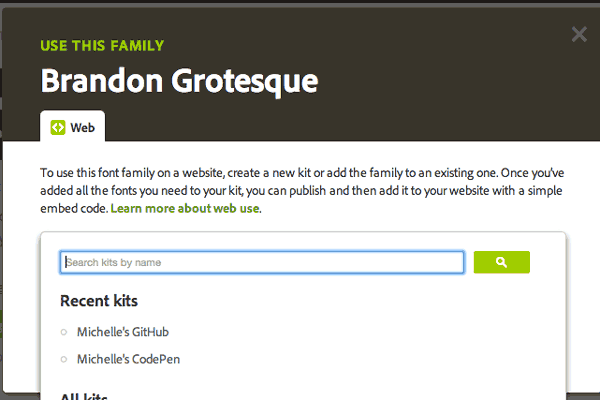 USE THIS FAMILY
Brandon Grotesque
Web
To use this font family on a website, create a new kit or add the family to an existing one. Once you've
added all the fonts you need to your kit, you can publish and then add it to your website with a simple
embed code. Learn more about web use.
Search kits by name
Recent kits
Michelle's GitHub
Michelle's CodePen
All kits